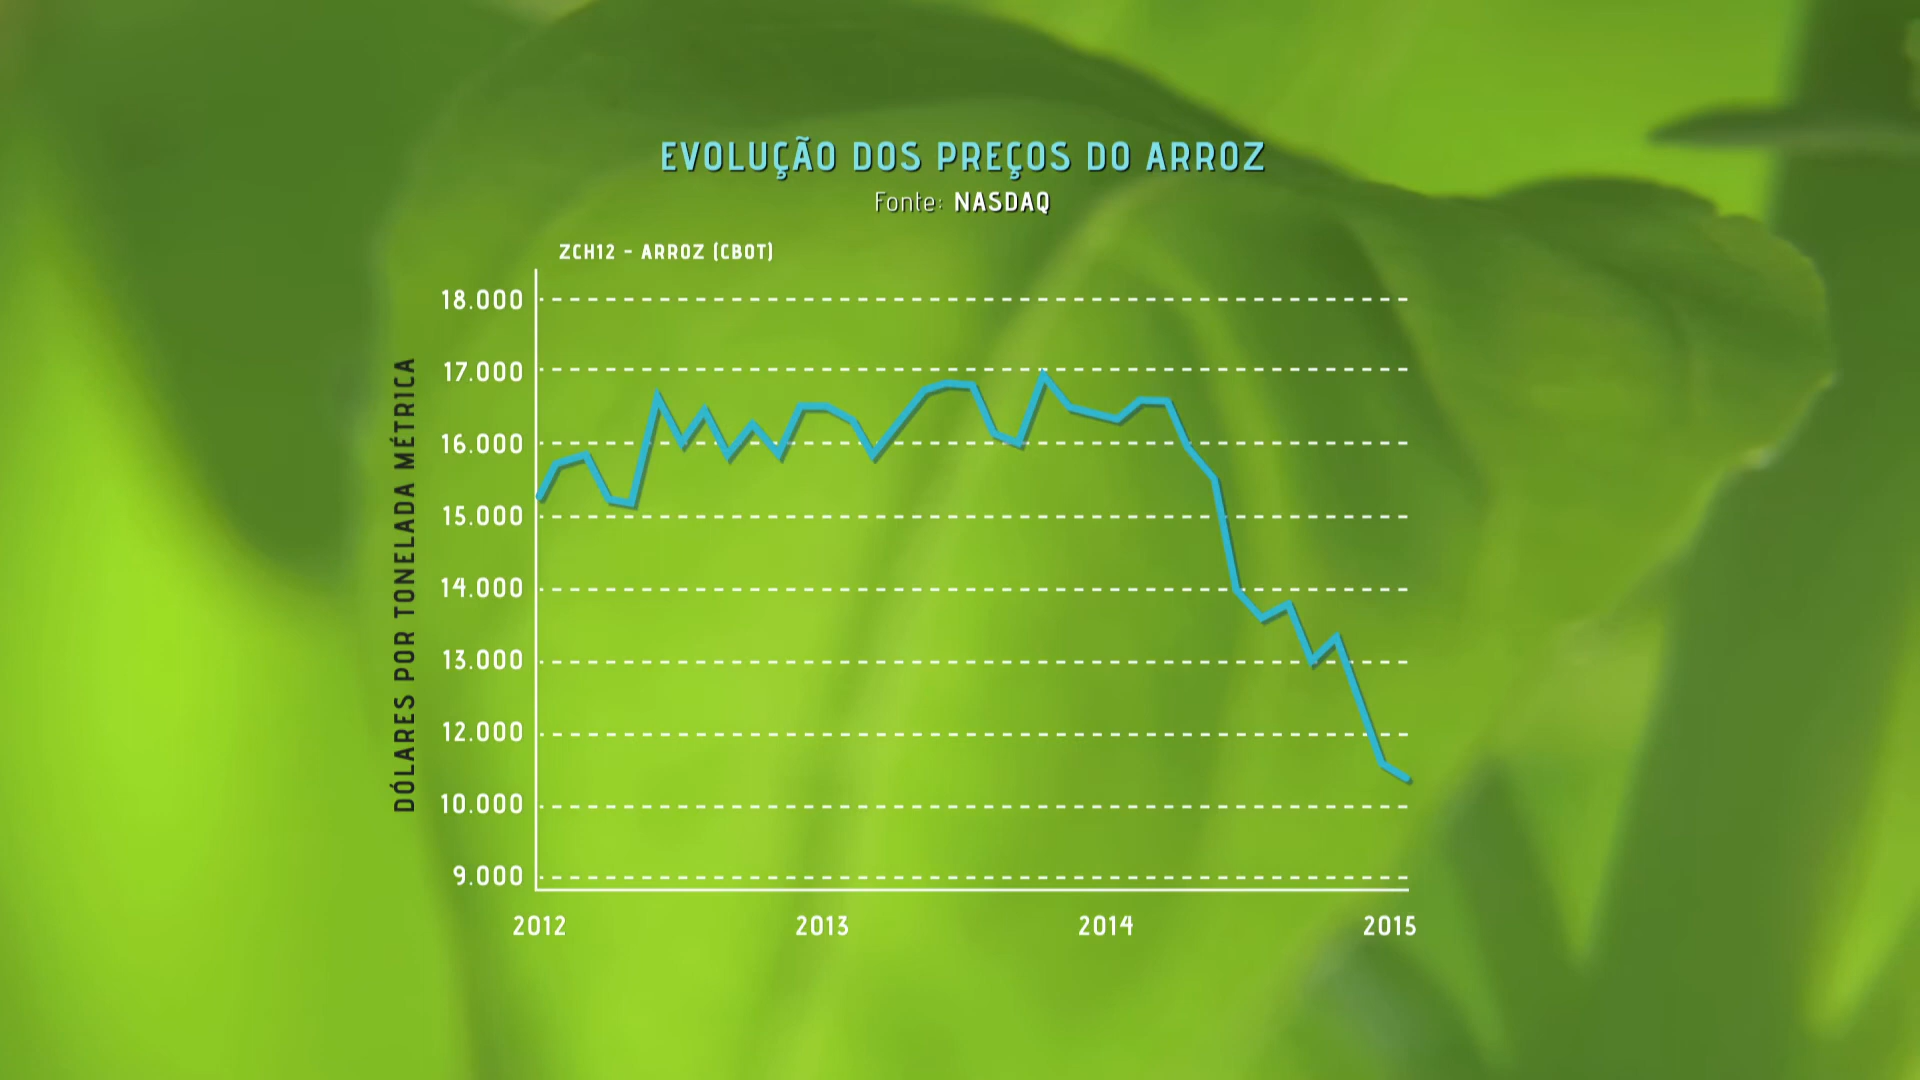 EVOLUÇÃO DOS PREÇOS DO ARROZ
Fonte: NASDAQ
ZCH12 - ARROZ (CBOT)
DÓLARES POR TONELADA MÉTRICA
18.000
17.000
16.000
15.000
14.000
13.000
12.000
10.000
9.000
2012 2013 2014 2015